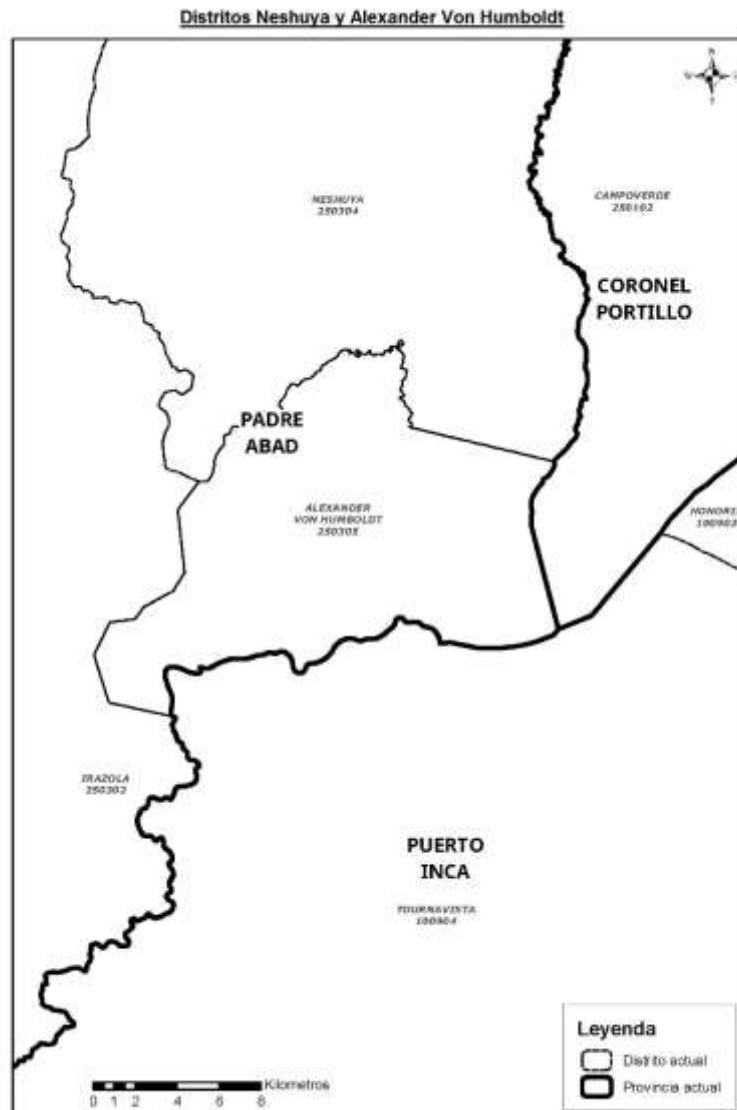 Distritos Neshuya y Alexander Von Humboldt
N
NESHUYA
250304
CAMPOVERDE
250102
CORONEL
PORTILLO
PADRE
ABAD
ALEXANDER
VON HUMBOLDT
250305
100903
IRAZOLA
250302
PUERTO
INCA
TOURNAVISTA
100904
Leyenda
Distrito actual
Provincia actual
Kilometros
0 1 2 4 6 8